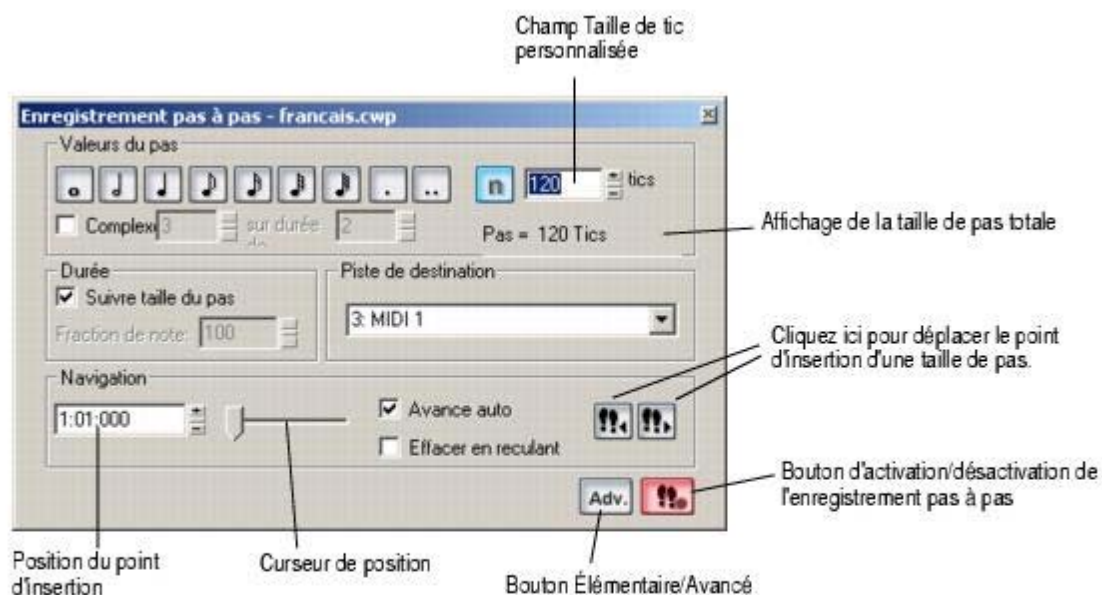 Champ Taille de tic
personnalisée
Enregistrement pas à pas - francais.cwp
Valeurs du pas
n 120 tics
Complexe 3 sur durée 2
Pas = 120 Tics
Affichage de la taille de pas totale
Durée
Suivre taille du pas
Fraction de note: 100
Piste de destination
3: MIDI 1
Cliquez ici pour déplacer le point
d'insertion d'une taille de pas.
Navigation
1:01:000
Avance auto
Effacer en reculant
Adv.
Bouton d'activation/désactivation de
l'enregistrement pas à pas
Position du point
d'insertion
Curseur de position
Bouton Élémentaire/Avancé